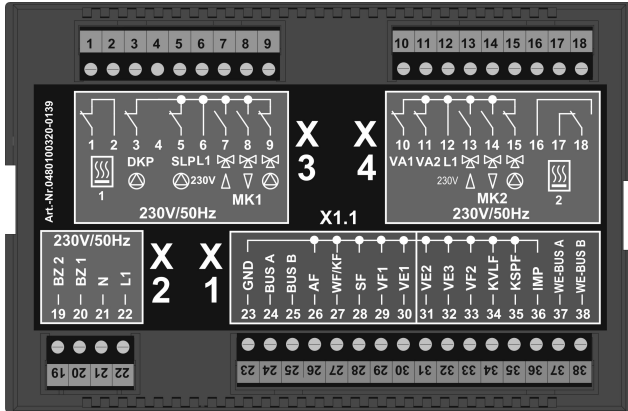 1 2 3 4 5 6 7 8 9
10 11 12 13 14 15 16 17 18
Art.-Nr.0480100320-0139
1 2 3 4 5 6 7 8 9
DKP SLP L1
230V
1
MK1
230V/50Hz
X
3
X
4
10 11 12 13 14 15 16 17 18
VA1 VA2 L1
230V
2
MK2
230V/50Hz
X1.1
230V/50Hz
19 BZ 2
20 BZ 1
21 N
22 L1
X
2
X
1
23 GND
24 BUS A
25 BUS B
26 AF
27 WF/KF
28 SF
29 VF1
30 VE1
31 VE2
32 VE3
33 VF2
34 KVLF
35 KSPF
36 IMP
37 WE-BUS A
38 WE-BUS B
19 20 21 22
23 24 25 26 27 28 29 30 31 32 33 34 35 36 37 38